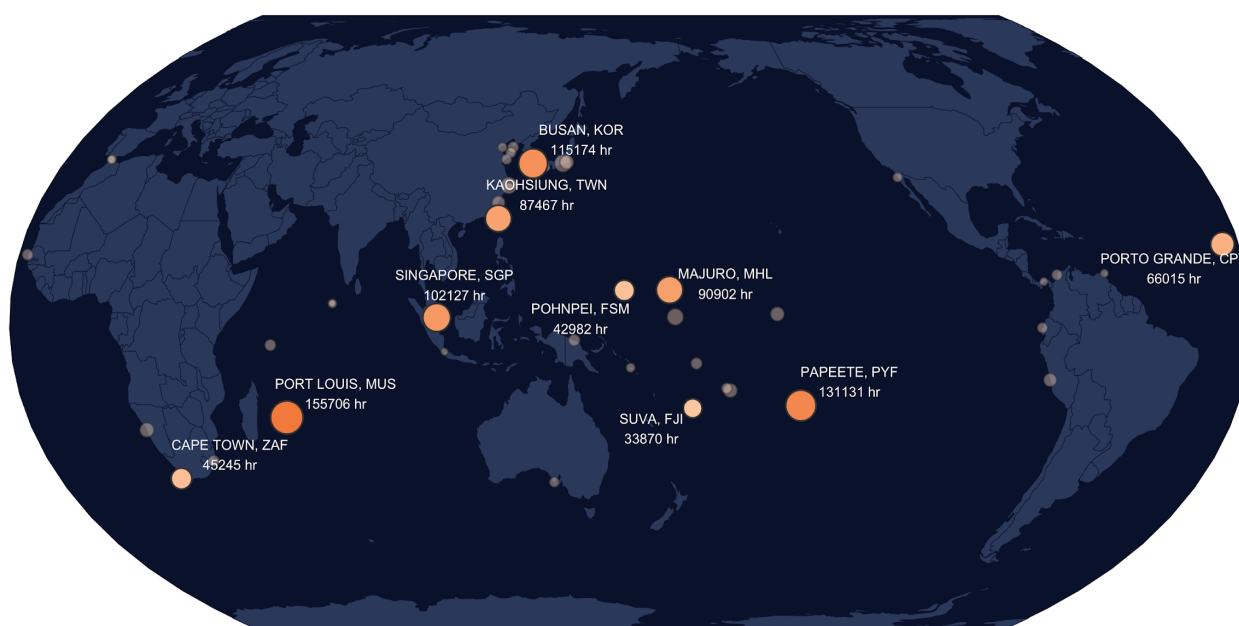 BUSAN, KOR
115174 hr
KAOHSIUNG, TWN
87467 hr
PORTO GRANDE, CP
66015 hr
SINGAPORE, SGP
102127 hr
MAJURO, MHL
90902 hr
POHNPEI, FSM
42982 hr
PAPEETE, PYF
131131 hr
PORT LOUIS, MUS
155706 hr
SUVA, FJI
33870 hr
CAPE TOWN, ZAF
45245 hr